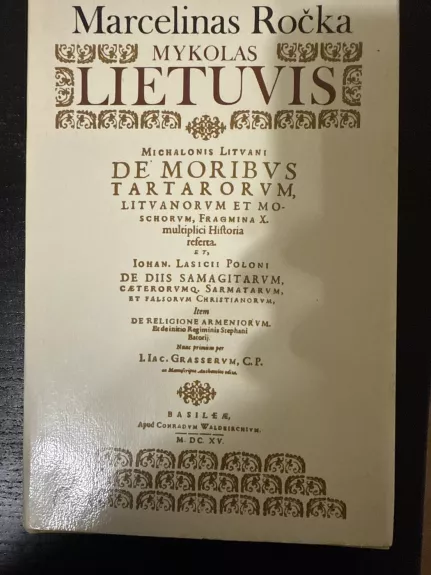 Marcelinas Ročka
MYKOLAS
LIETUVIS
MICHALONIS LITVANI
DE MORIBVS
TARTARORVM,
LITVANORVM ET MO-
SCHORVM, FRAGMINA X.
multiplici Hiſtoria
referta.
ET,
IOHAN. LASICII POLONI
DE DIIS SAMAGITARVM,
CÆTERORVMQ. SARMATARVM,
ET FALSORVM CHRISTIANORVM,
Item
DE RELIGIONE ARMENIORVM.
Et de initio Regiminis Stephani
Batorij.
Nunc primùm per
I. IAC. GRASSERVM, C. P.
ex Manuſcripto Authentico edita.
BASILEÆ,
Apud CONRADVM WALDKIRCHIVM.
M. DC. XV.